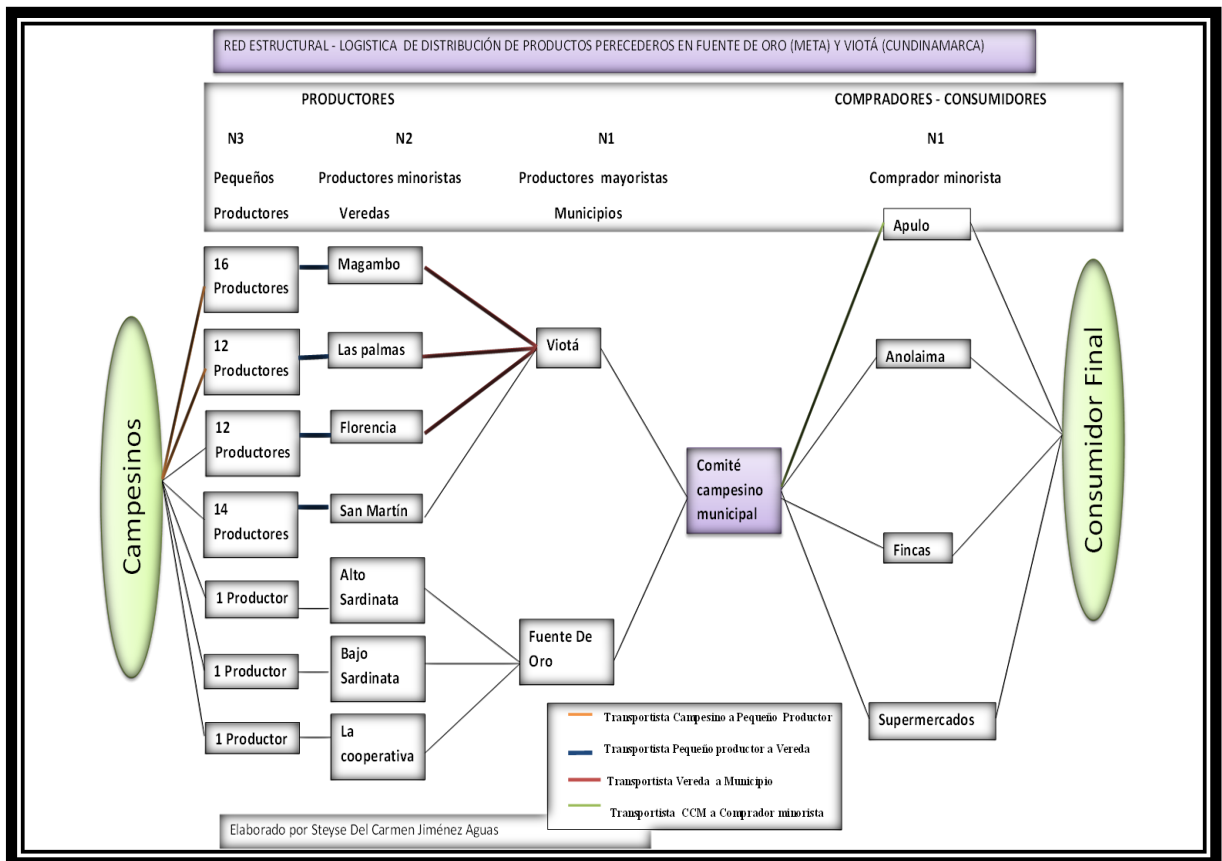 RED ESTRUCTURAL - LOGISTICA DE DISTRIBUCIÓN DE PRODUCTOS PERECEDEROS EN FUENTE DE ORO (META) Y VIOTÁ (CUNDINAMARCA)
PRODUCTORES
COMPRADORES - CONSUMIDORES
N3
N2
N1
N1
Pequeños
Productores minoristas
Productores mayoristas
Comprador minorista
Productores
Veredas
Municipios
Campesinos
16
Productores
12
Productores
12
Productores
14
Productores
1 Productor
1 Productor
1 Productor
Magambo
Las palmas
Florencia
San Martín
Alto
Sardinata
Bajo
Sardinata
La
cooperativa
Viotá
Fuente De
Oro
Comité
campesino
municipal
Apulo
Anolaima
Fincas
Supermercados
Consumidor Final
Transportista Campesino a Pequeño Productor
Transportista Pequeño productor a Vereda
Transportista Vereda a Municipio
Transportista CCM a Comprador minorista
Elaborado por Steyse Del Carmen Jiménez Aguas